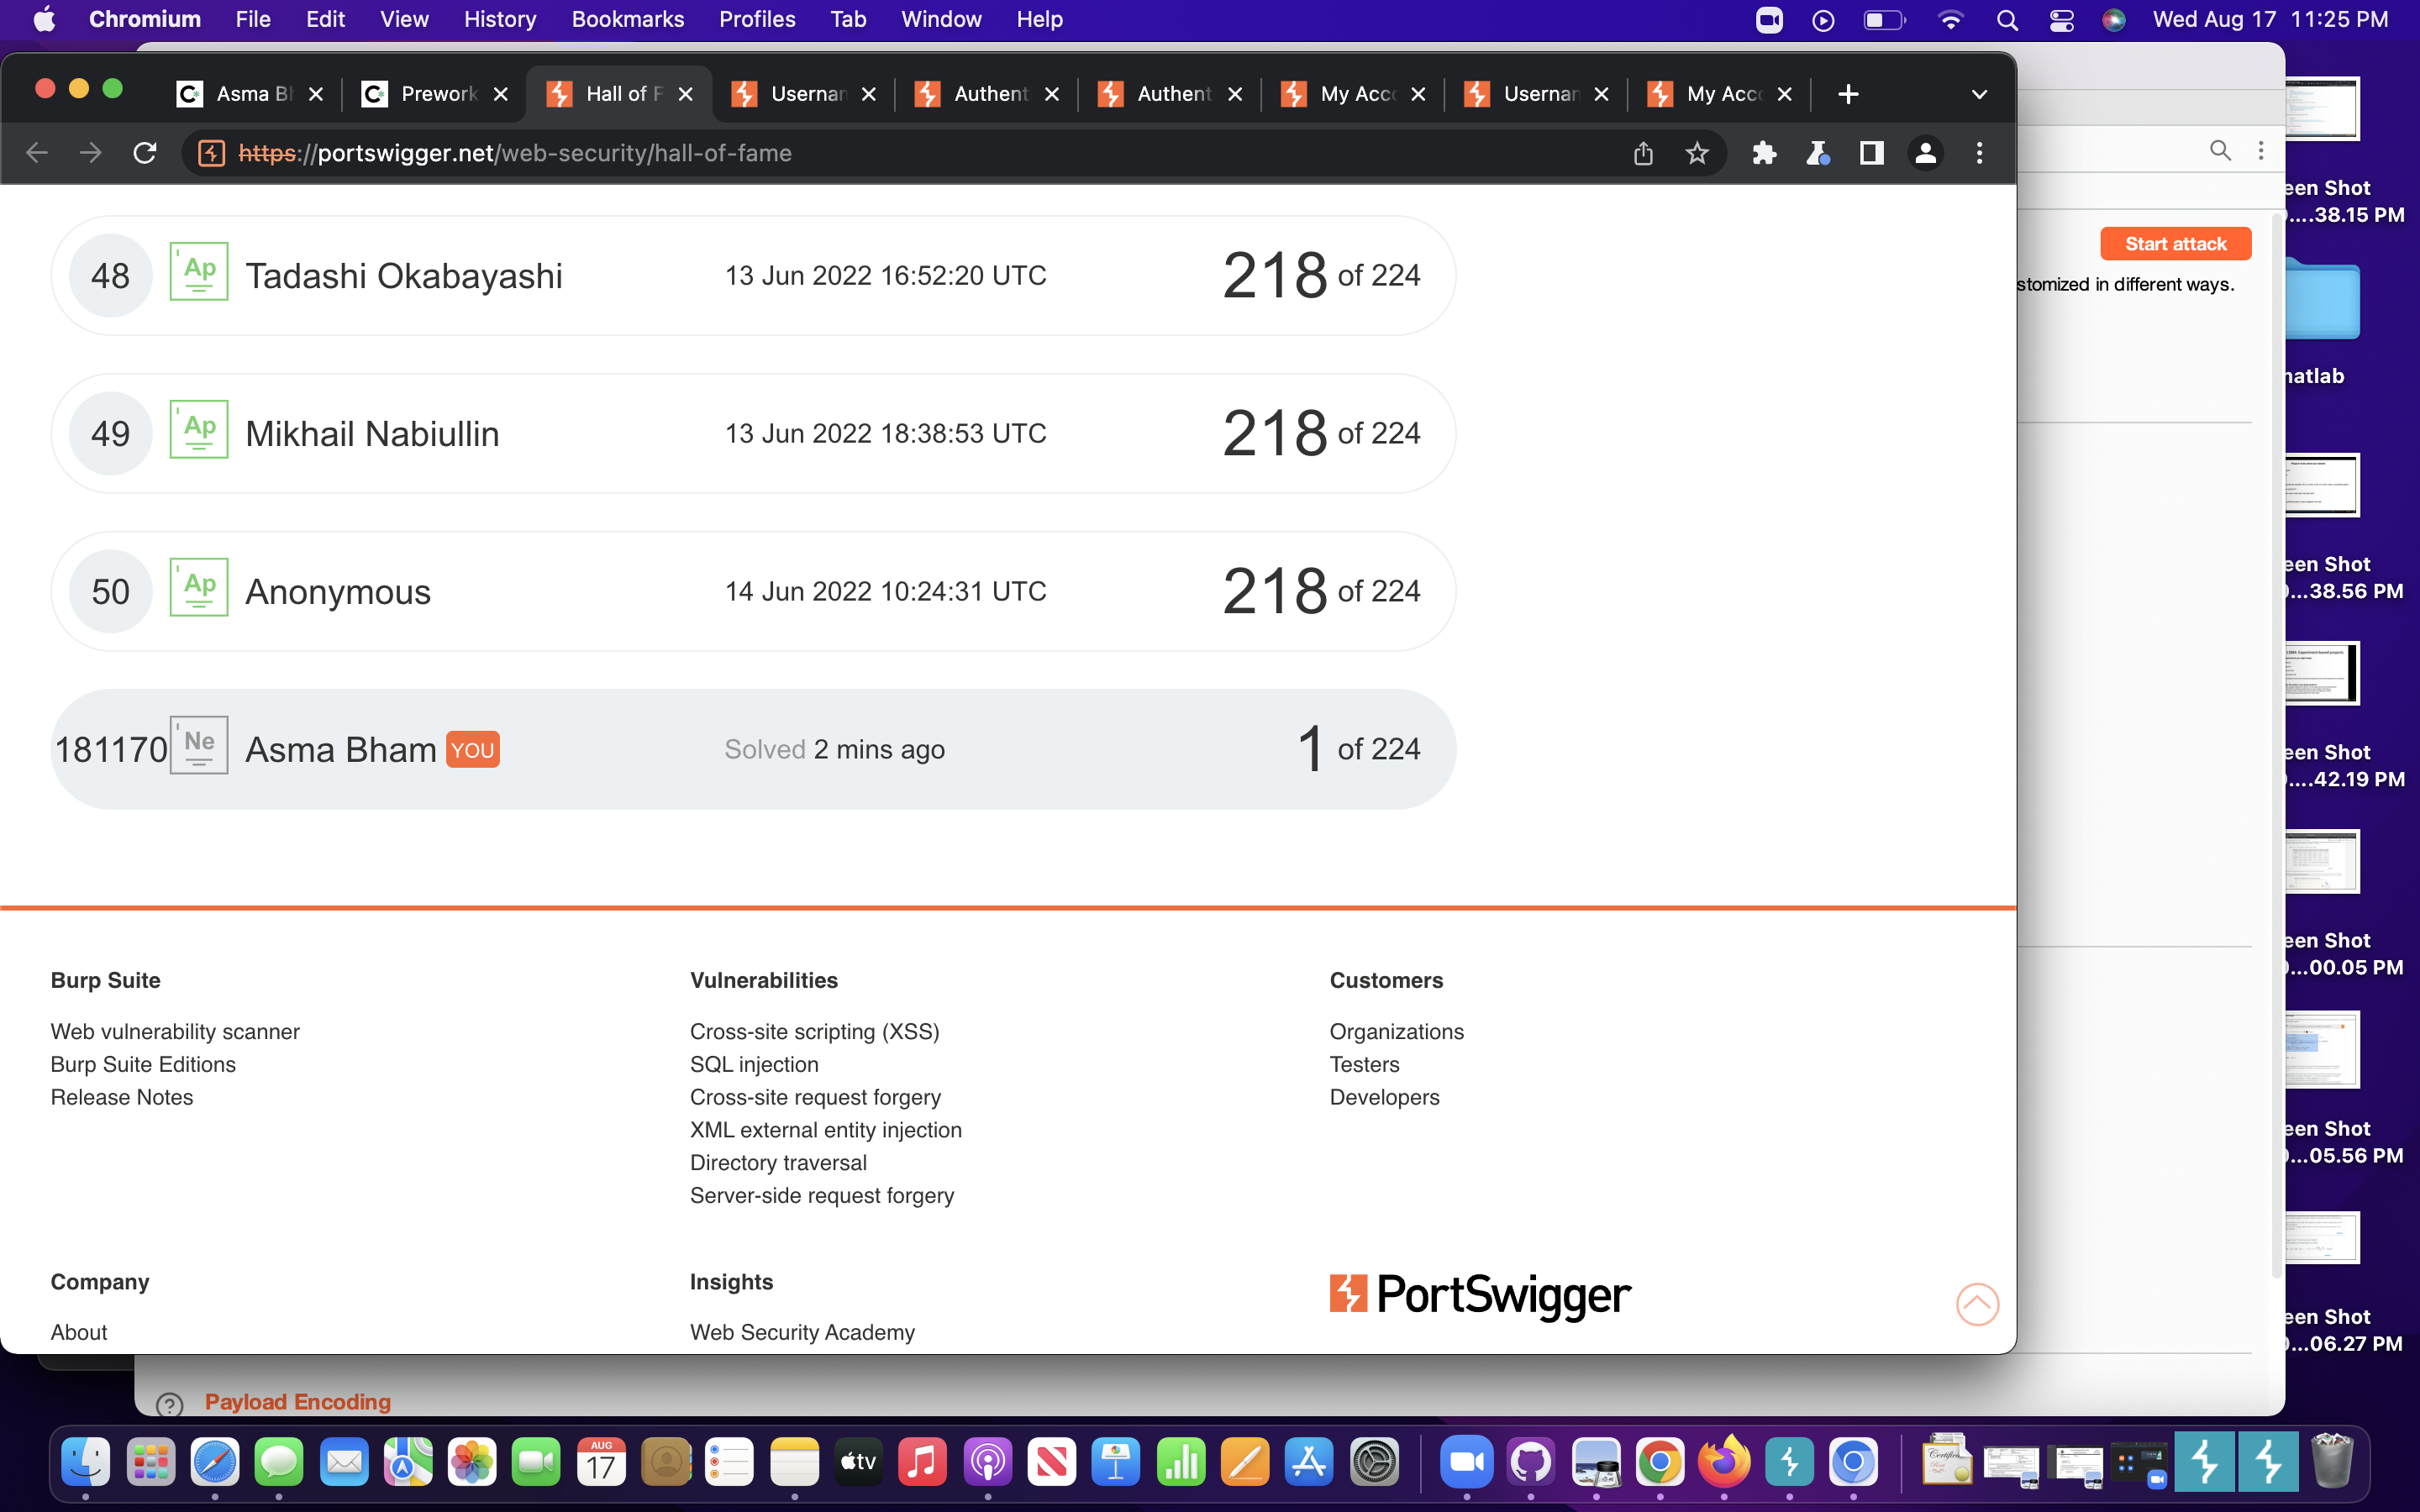 Chromium File Edit View History Bookmarks Profiles Tab Window Help Wed Aug 17 11:25 PM
Asma Bh Prework Hall of F Usernam Authent Authent My Acco Usernam My Acco
https://portswigger.net/web-security/hall-of-fame
48 Ap Tadashi Okabayashi 13 Jun 2022 16:52:20 UTC 218 of 224
49 Ap Mikhail Nabiullin 13 Jun 2022 18:38:53 UTC 218 of 224
50 Ap Anonymous 14 Jun 2022 10:24:31 UTC 218 of 224
181170 Ne Asma Bham YOU Solved 2 mins ago 1 of 224
Burp Suite
Web vulnerability scanner
Burp Suite Editions
Release Notes
Vulnerabilities
Cross-site scripting (XSS)
SQL injection
Cross-site request forgery
XML external entity injection
Directory traversal
Server-side request forgery
Customers
Organizations
Testers
Developers
Company
About
Insights
Web Security Academy
PortSwigger
Start attack
stomized in different ways.
Payload Encoding
een Shot
....38.15 PM
natlab
een Shot
...38.56 PM
een Shot
....42.19 PM
een Shot
...00.05 PM
een Shot
...05.56 PM
een Shot
...06.27 PM
AUG
17
tv